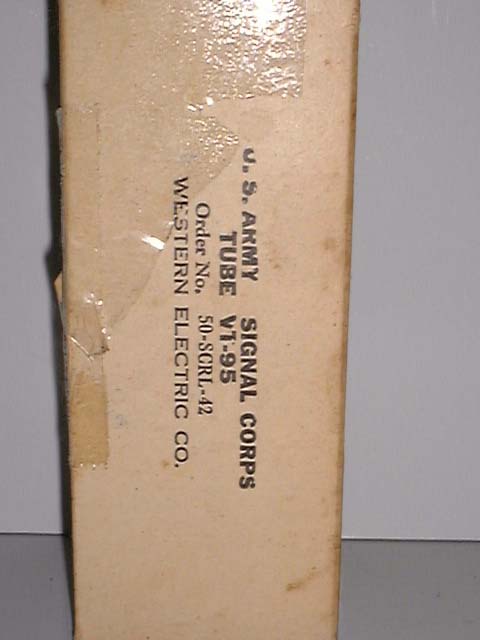 U. S. ARMY SIGNAL CORPS
TUBE VT-95
Order No. 50-SCRL-42
WESTERN ELECTRIC CO.